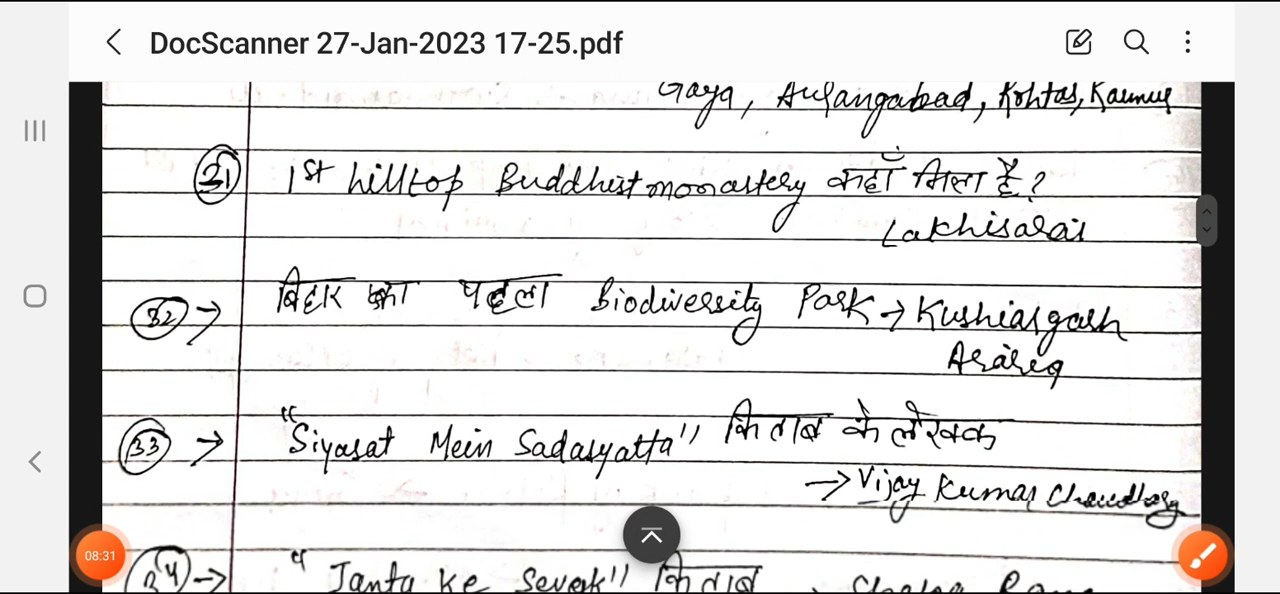 DocScanner 27-Jan-2023 17-25.pdf
Gaya, Aurangabad, Rohtas, Kaimur
31 1st hilltop Buddhist monastery कहाँ मिला है?
Lakhisarai
32 → बिहार का पहला Biodiversity Park → Kushiargarh
Arariya
33 → "Siyasat Mein Sadasyatta" किताब के लेखक
→ Vijay Kumar Chaudhary
34 → "Janta ke Sevak" किताब
08:31